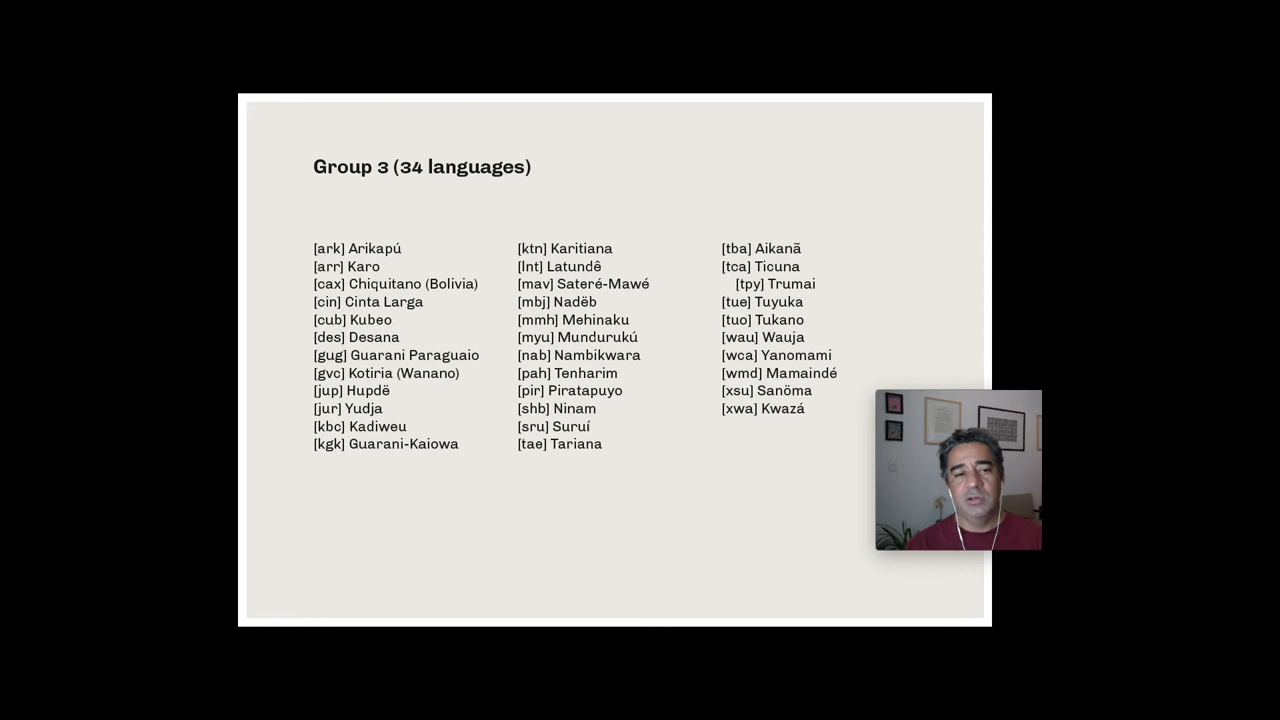 Group 3 (34 languages)
[ark] Arikapú
[arr] Karo
[cax] Chiquitano (Bolivia)
[cin] Cinta Larga
[cub] Kubeo
[des] Desana
[gug] Guarani Paraguaio
[gvc] Kotiria (Wanano)
[jup] Hupdë
[jur] Yudja
[kbc] Kadiweu
[kgk] Guarani-Kaiowa
[ktn] Karitiana
[lnt] Latundê
[mav] Sateré-Mawé
[mbj] Nadëb
[mmh] Mehinaku
[myu] Mundurukú
[nab] Nambikwara
[pah] Tenharim
[pir] Piratapuyo
[shb] Ninam
[sru] Suruí
[tae] Tariana
[tba] Aikanã
[tca] Ticuna
[tpy] Trumai
[tue] Tuyuka
[tuo] Tukano
[wau] Wauja
[wca] Yanomami
[wmd] Mamaindé
[xsu] Sanöma
[xwa] Kwazá